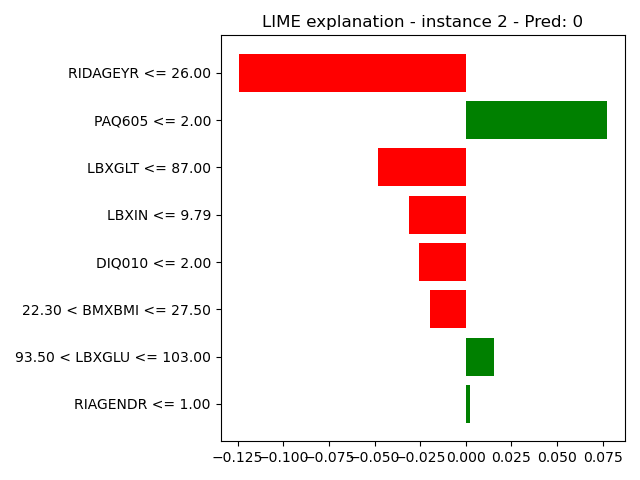 LIME explanation - instance 2 - Pred: 0
RIDAGEYR <= 26.00
PAQ605 <= 2.00
LBXGLT <= 87.00
LBXIN <= 9.79
DIQ010 <= 2.00
22.30 < BMXBMI <= 27.50
93.50 < LBXGLU <= 103.00
RIAGENDR <= 1.00
−0.125−0.100−0.075−0.050−0.025 0.000 0.025 0.050 0.075